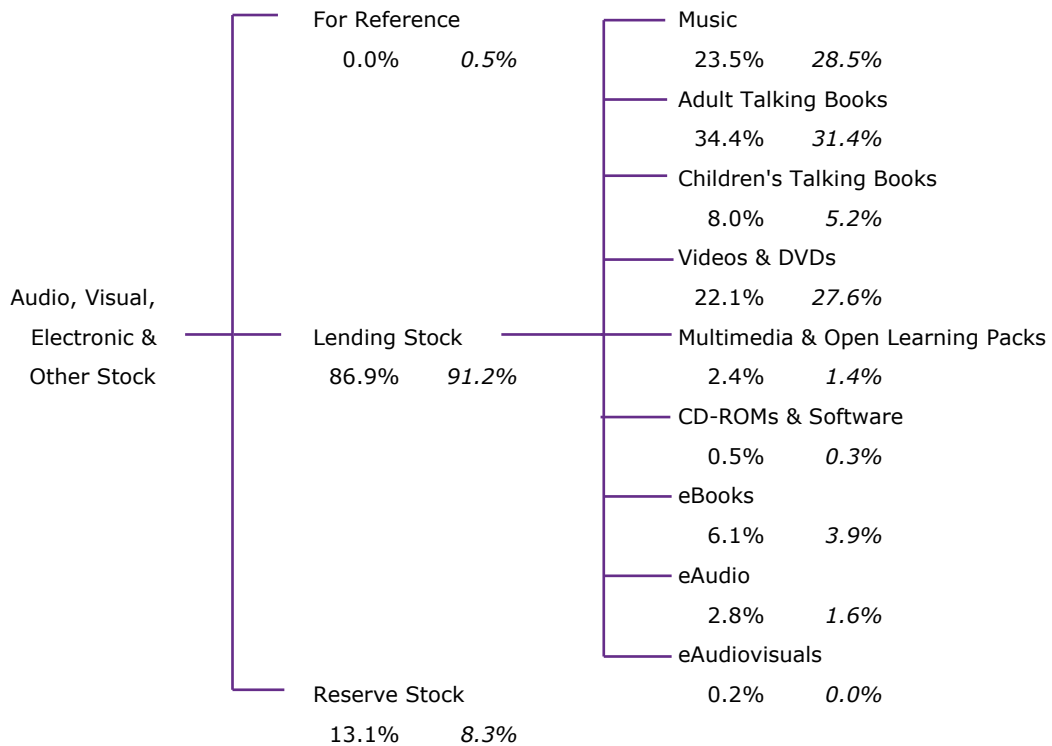 For Reference
0.0% 0.5%
Audio, Visual,
Electronic &
Other Stock
Lending Stock
86.9% 91.2%
Reserve Stock
13.1% 8.3%
Music
23.5% 28.5%
Adult Talking Books
34.4% 31.4%
Children's Talking Books
8.0% 5.2%
Videos & DVDs
22.1% 27.6%
Multimedia & Open Learning Packs
2.4% 1.4%
CD-ROMs & Software
0.5% 0.3%
eBooks
6.1% 3.9%
eAudio
2.8% 1.6%
eAudiovisuals
0.2% 0.0%